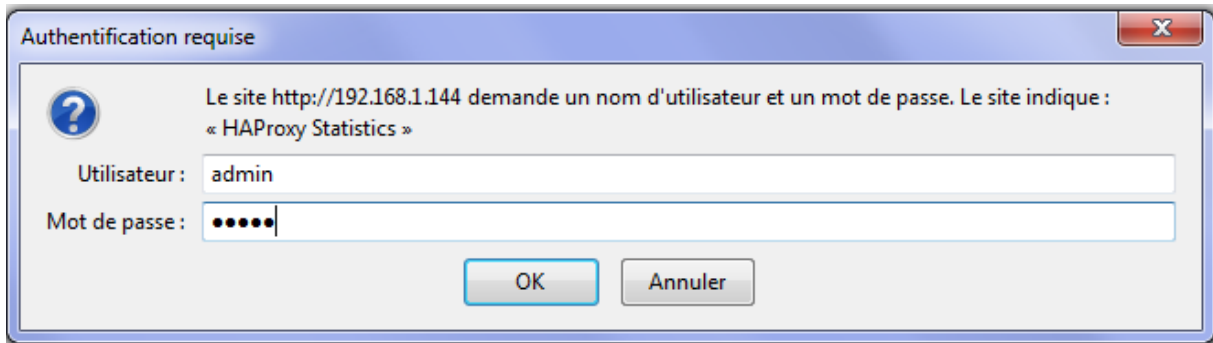 Authentification requise
Le site http://192.168.1.144 demande un nom d'utilisateur et un mot de passe. Le site indique :
« HAProxy Statistics »
Utilisateur : admin
Mot de passe : •••••
OK Annuler